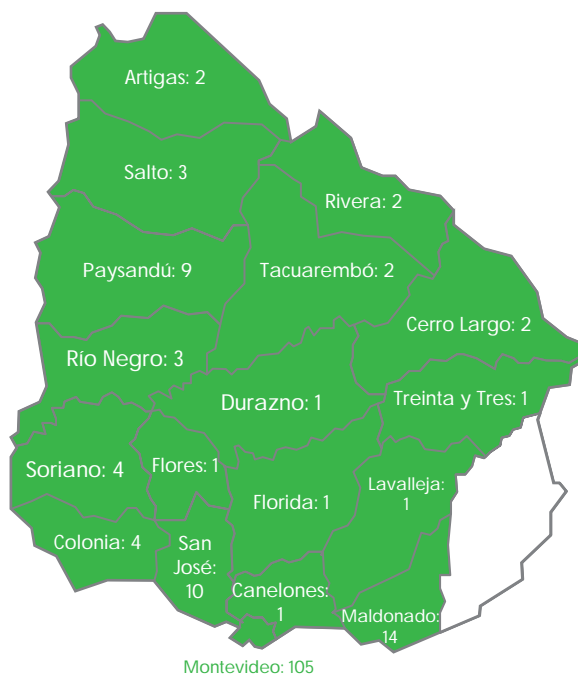 Artigas: 2
Salto: 3
Rivera: 2
Paysandú: 9
Tacuarembó: 2
Cerro Largo: 2
Río Negro: 3
Durazno: 1
Treinta y Tres: 1
Soriano: 4
Flores: 1
Florida: 1
Lavalleja:
1
Colonia: 4
San
José:
10
Canelones:
1
Maldonado:
14
Montevideo: 105